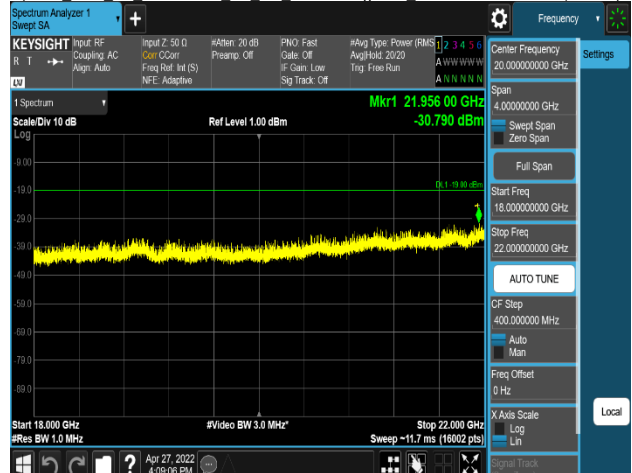 Spectrum Analyzer 1
Swept SA
+
Frequency
KEYSIGHT
R T
LXI
Input: RF
Coupling: AC
Align: Auto
Input Z: 50 Ω
Corr CCorr
Freq Ref: Int (S)
NFE: Adaptive
#Atten: 20 dB
Preamp: Off
PNO: Fast
Gate: Off
IF Gain: Low
Sig Track: Off
#Avg Type: Power (RMS)
Avg|Hold: 20/20
Trig: Free Run
1 2 3 4 5 6
A W W W W W
A N N N N N
1 Spectrum
Scale/Div 10 dB
Log
Ref Level 1.00 dBm
Mkr1 21.956 00 GHz
-30.790 dBm
-9.00
-19.0
DL1 -19.00 dBm
1
-29.0
-39.0
-49.0
-59.0
-69.0
-79.0
-89.0
Start 18.000 GHz
#Res BW 1.0 MHz
#Video BW 3.0 MHz*
Stop 22.000 GHz
Sweep ~11.7 ms (16002 pts)
Apr 27, 2022
4:09:06 PM
Settings
Center Frequency
20.000000000 GHz
Span
4.00000000 GHz
Swept Span
Zero Span
Full Span
Start Freq
18.000000000 GHz
Stop Freq
22.000000000 GHz
AUTO TUNE
CF Step
400.000000 MHz
Auto
Man
Freq Offset
0 Hz
X Axis Scale
Log
Lin
Signal Track
Local